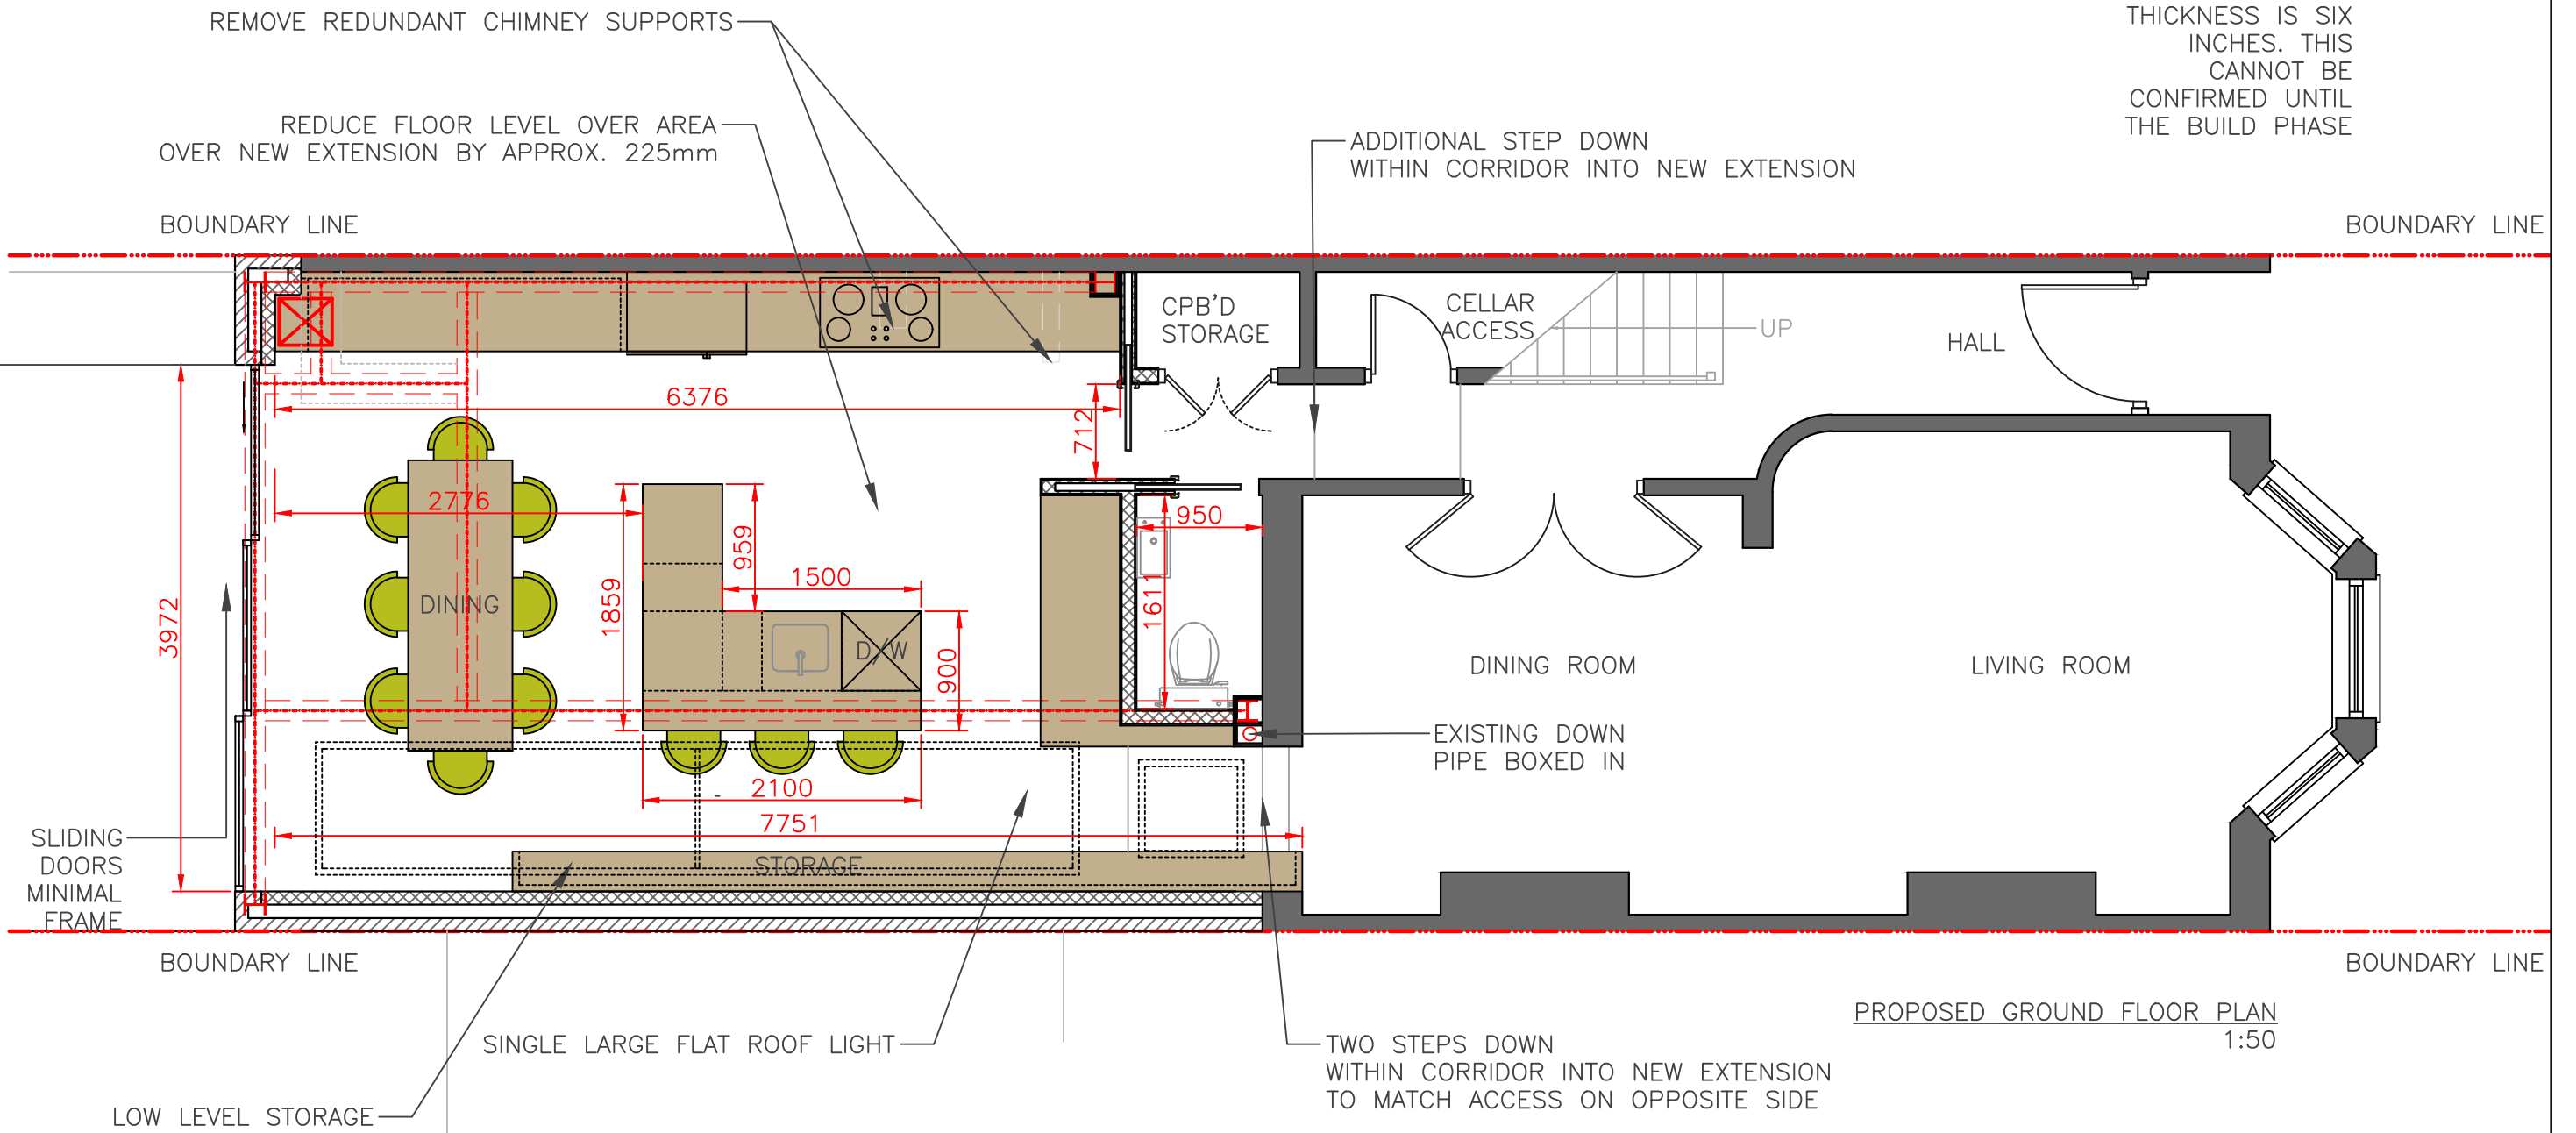 REMOVE REDUNDANT CHIMNEY SUPPORTS
THICKNESS IS SIX
INCHES. THIS
CANNOT BE
CONFIRMED UNTIL
THE BUILD PHASE
REDUCE FLOOR LEVEL OVER AREA
OVER NEW EXTENSION BY APPROX. 225mm
ADDITIONAL STEP DOWN
WITHIN CORRIDOR INTO NEW EXTENSION
BOUNDARY LINE
BOUNDARY LINE
CPB'D
STORAGE
CELLAR
ACCESS
UP
HALL
6376
712
2776
950
959
1500
1859
1611
3972
DINING
D/W
900
DINING ROOM
LIVING ROOM
EXISTING DOWN
PIPE BOXED IN
2100
7751
SLIDING
DOORS
MINIMAL
FRAME
STORAGE
BOUNDARY LINE
BOUNDARY LINE
PROPOSED GROUND FLOOR PLAN
1:50
SINGLE LARGE FLAT ROOF LIGHT
TWO STEPS DOWN
WITHIN CORRIDOR INTO NEW EXTENSION
TO MATCH ACCESS ON OPPOSITE SIDE
LOW LEVEL STORAGE